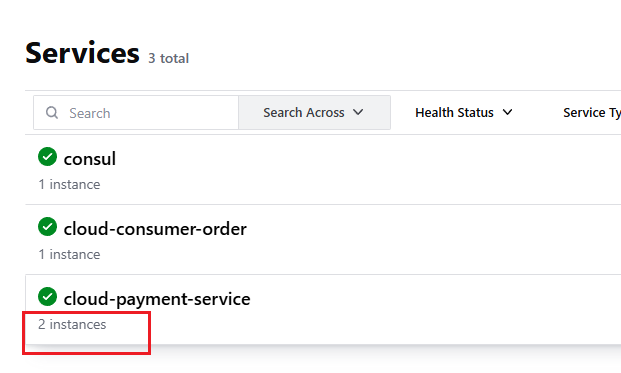 Services 3 total
Search Search Across Health Status Service Ty
consul
1 instance
cloud-consumer-order
1 instance
cloud-payment-service
2 instances